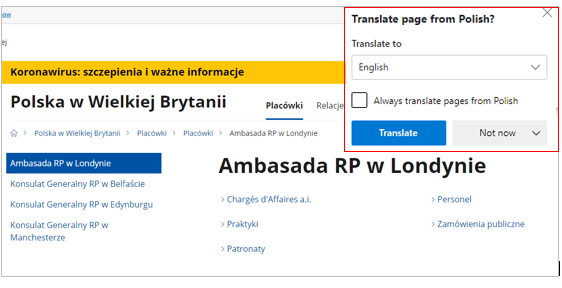 now
ej
Koronawirus: szczepienia i ważne informacje
Polska w Wielkiej Brytanii
Placówki
Relacje
Polska w Wielkiej Brytanii > Placówki > Placówki > Ambasada RP w Londynie
Ambasada RP w Londynie
Konsulat Generalny RP w Belfaście
Konsulat Generalny RP w Edynburgu
Konsulat Generalny RP w
Manchesterze
Ambasada RP w Londynie
> Chargés d'Affaires a.i.
> Praktyki
> Patronaty
> Personel
> Zamówienia publiczne
Translate page from Polish?
Translate to
English
Always translate pages from Polish
Translate
Not now